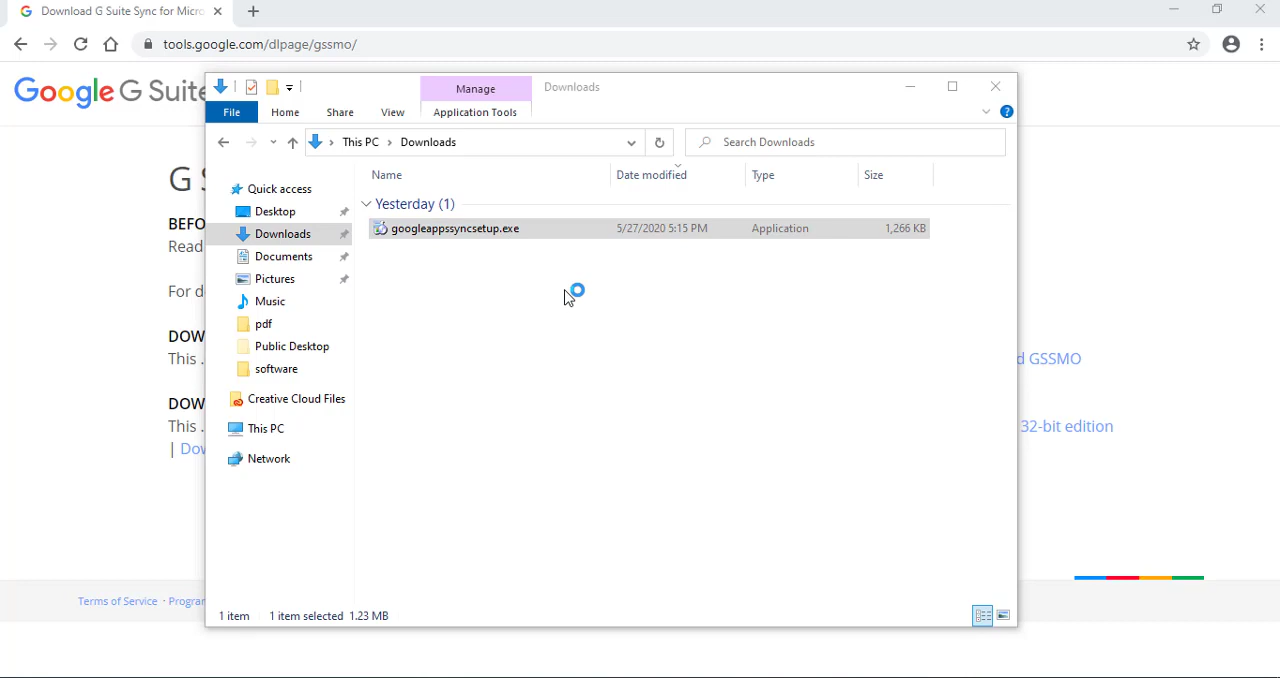 Download G Suite Sync for Micro
tools.google.com/dlpage/gssmo/
Google G Suite
Manage
Downloads
File
Home
Share
View
Application Tools
This PC
Downloads
Search Downloads
Name
Date modified
Type
Size
Quick access
Desktop
Downloads
Documents
Pictures
Music
pdf
Public Desktop
software
Creative Cloud Files
This PC
Network
Yesterday (1)
googleappssyncsetup.exe
5/27/2020 5:15 PM
Application
1,266 KB
G S
BEFO
Read
For d
DOW
This .
d GSSMO
DOW
This .
32-bit edition
| Dow
Terms of Service · Program
1 item
1 item selected 1.23 MB